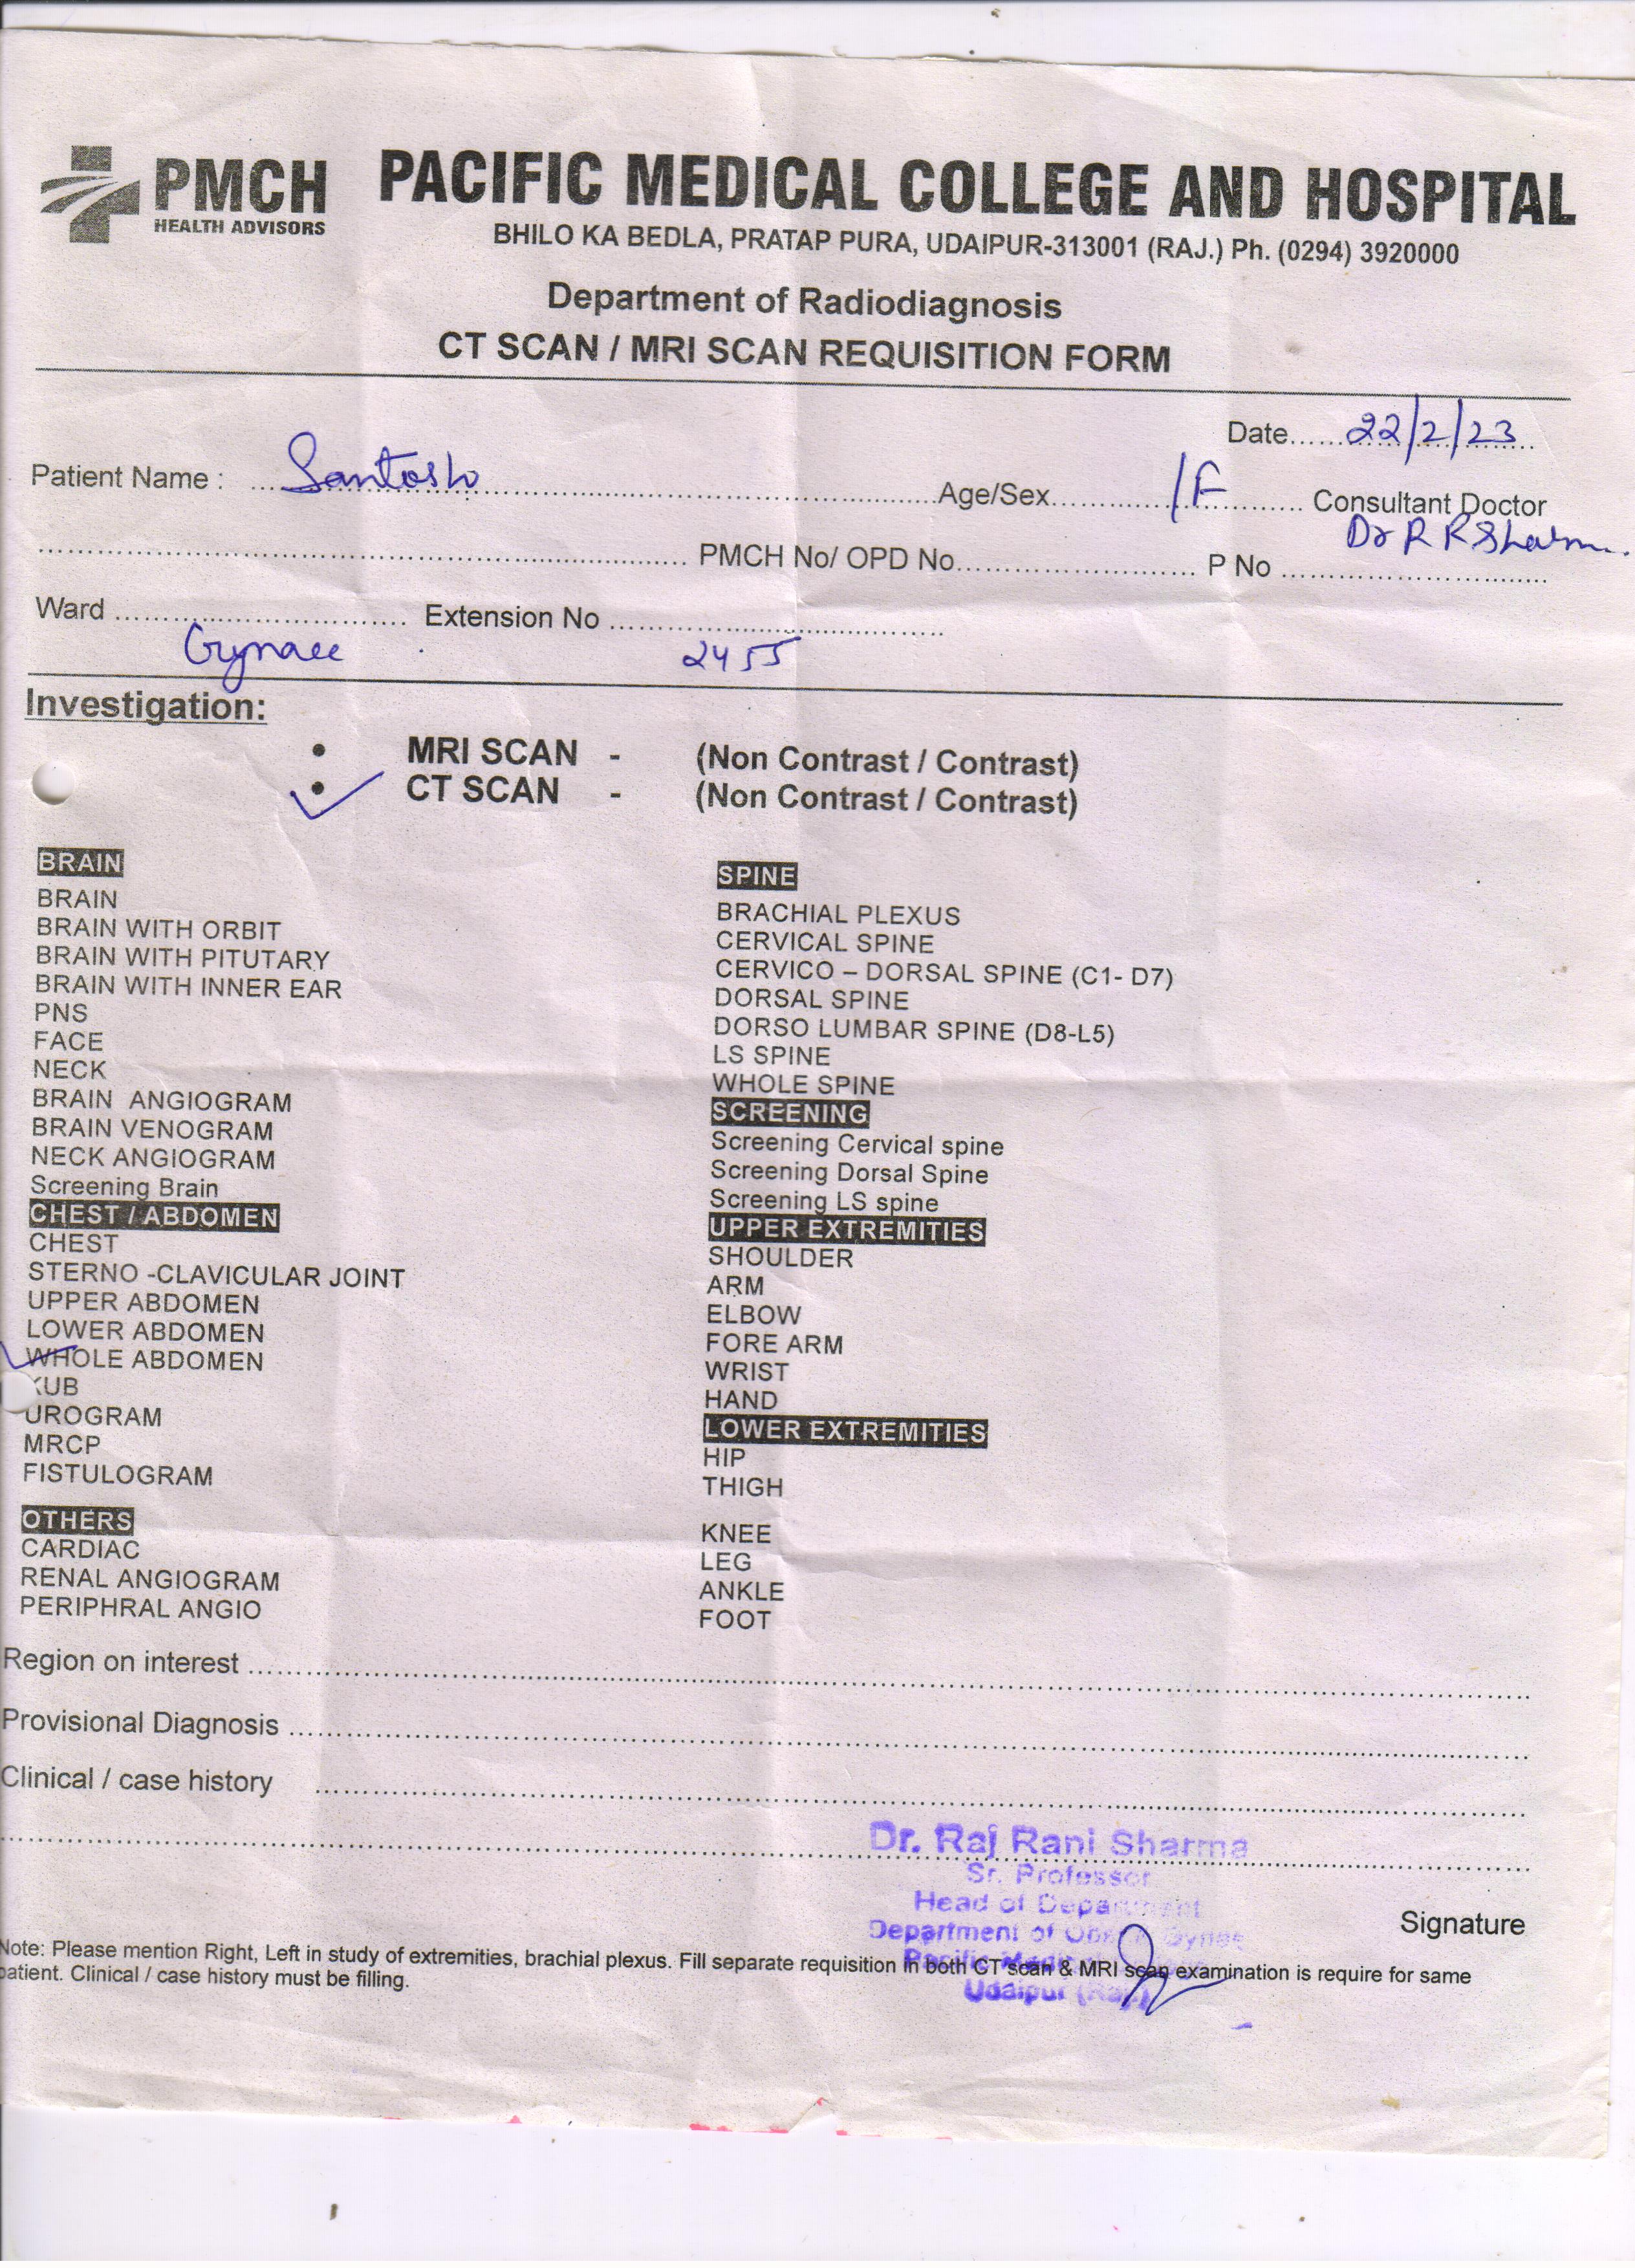 PMCH
HEALTH ADVISORS
PACIFIC MEDICAL COLLEGE AND HOSPITAL
BHILO KA BEDLA, PRATAP PURA, UDAIPUR-313001 (RAJ.) Ph. (0294) 3920000
Department of Radiodiagnosis
CT SCAN / MRI SCAN REQUISITION FORM
Date...... 22/2/23
Patient Name : Santosh Age/Sex /F Consultant Doctor
Dr R R Sharma
PMCH No/ OPD No. P No
Ward Extension No
Gynaec 2455
Investigation:
• MRI SCAN - (Non Contrast / Contrast)
• CT SCAN - (Non Contrast / Contrast)
BRAIN
BRAIN
BRAIN WITH ORBIT
BRAIN WITH PITUTARY
BRAIN WITH INNER EAR
PNS
FACE
NECK
BRAIN ANGIOGRAM
BRAIN VENOGRAM
NECK ANGIOGRAM
Screening Brain
CHEST / ABDOMEN
CHEST
STERNO -CLAVICULAR JOINT
UPPER ABDOMEN
LOWER ABDOMEN
WHOLE ABDOMEN
KUB
UROGRAM
MRCP
FISTULOGRAM
OTHERS
CARDIAC
RENAL ANGIOGRAM
PERIPHRAL ANGIO
SPINE
BRACHIAL PLEXUS
CERVICAL SPINE
CERVICO – DORSAL SPINE (C1- D7)
DORSAL SPINE
DORSO LUMBAR SPINE (D8-L5)
LS SPINE
WHOLE SPINE
SCREENING
Screening Cervical spine
Screening Dorsal Spine
Screening LS spine
UPPER EXTREMITIES
SHOULDER
ARM
ELBOW
FORE ARM
WRIST
HAND
LOWER EXTREMITIES
HIP
THIGH
KNEE
LEG
ANKLE
FOOT
Region on interest
Provisional Diagnosis
Clinical / case history
Dr. Raj Rani Sharma
Sr. Professor
Head of Department
Department of
Udaipur (Raj.)
Signature
Note: Please mention Right, Left in study of extremities, brachial plexus. Fill separate requisition in both CT scan & MRI scan examination is require for same
patient. Clinical / case history must be filling.